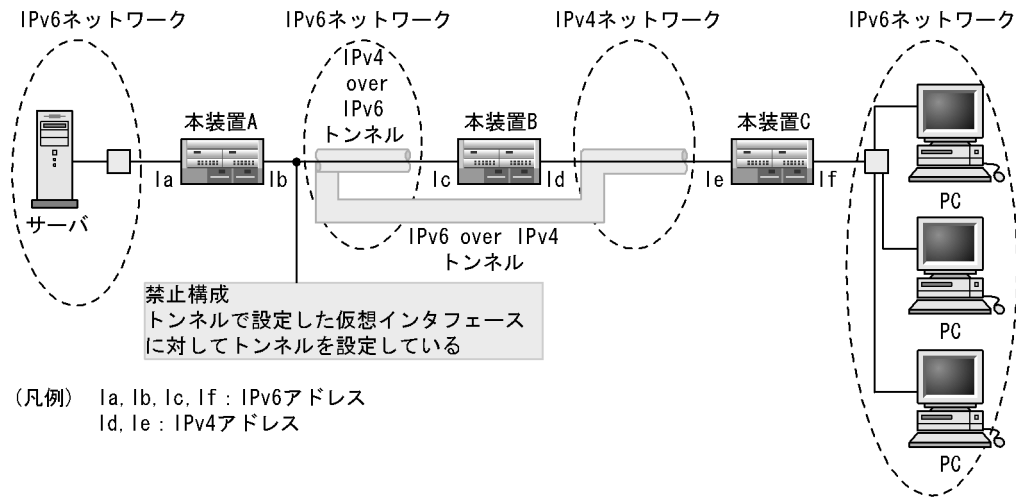 IPv6ネットワーク
IPv6ネットワーク
IPv4ネットワーク
IPv6ネットワーク
IPv4
over
IPv6
トンネル
本装置A
本装置B
本装置C
Ia
Ib
Ic
Id
Ie
If
サーバ
PC
IPv6 over IPv4
トンネル
禁止構成
トンネルで設定した仮想インタフェース
に対してトンネルを設定している
PC
(凡例) Ia,Ib,Ic,If：IPv6アドレス
Id,Ie：IPv4アドレス
PC